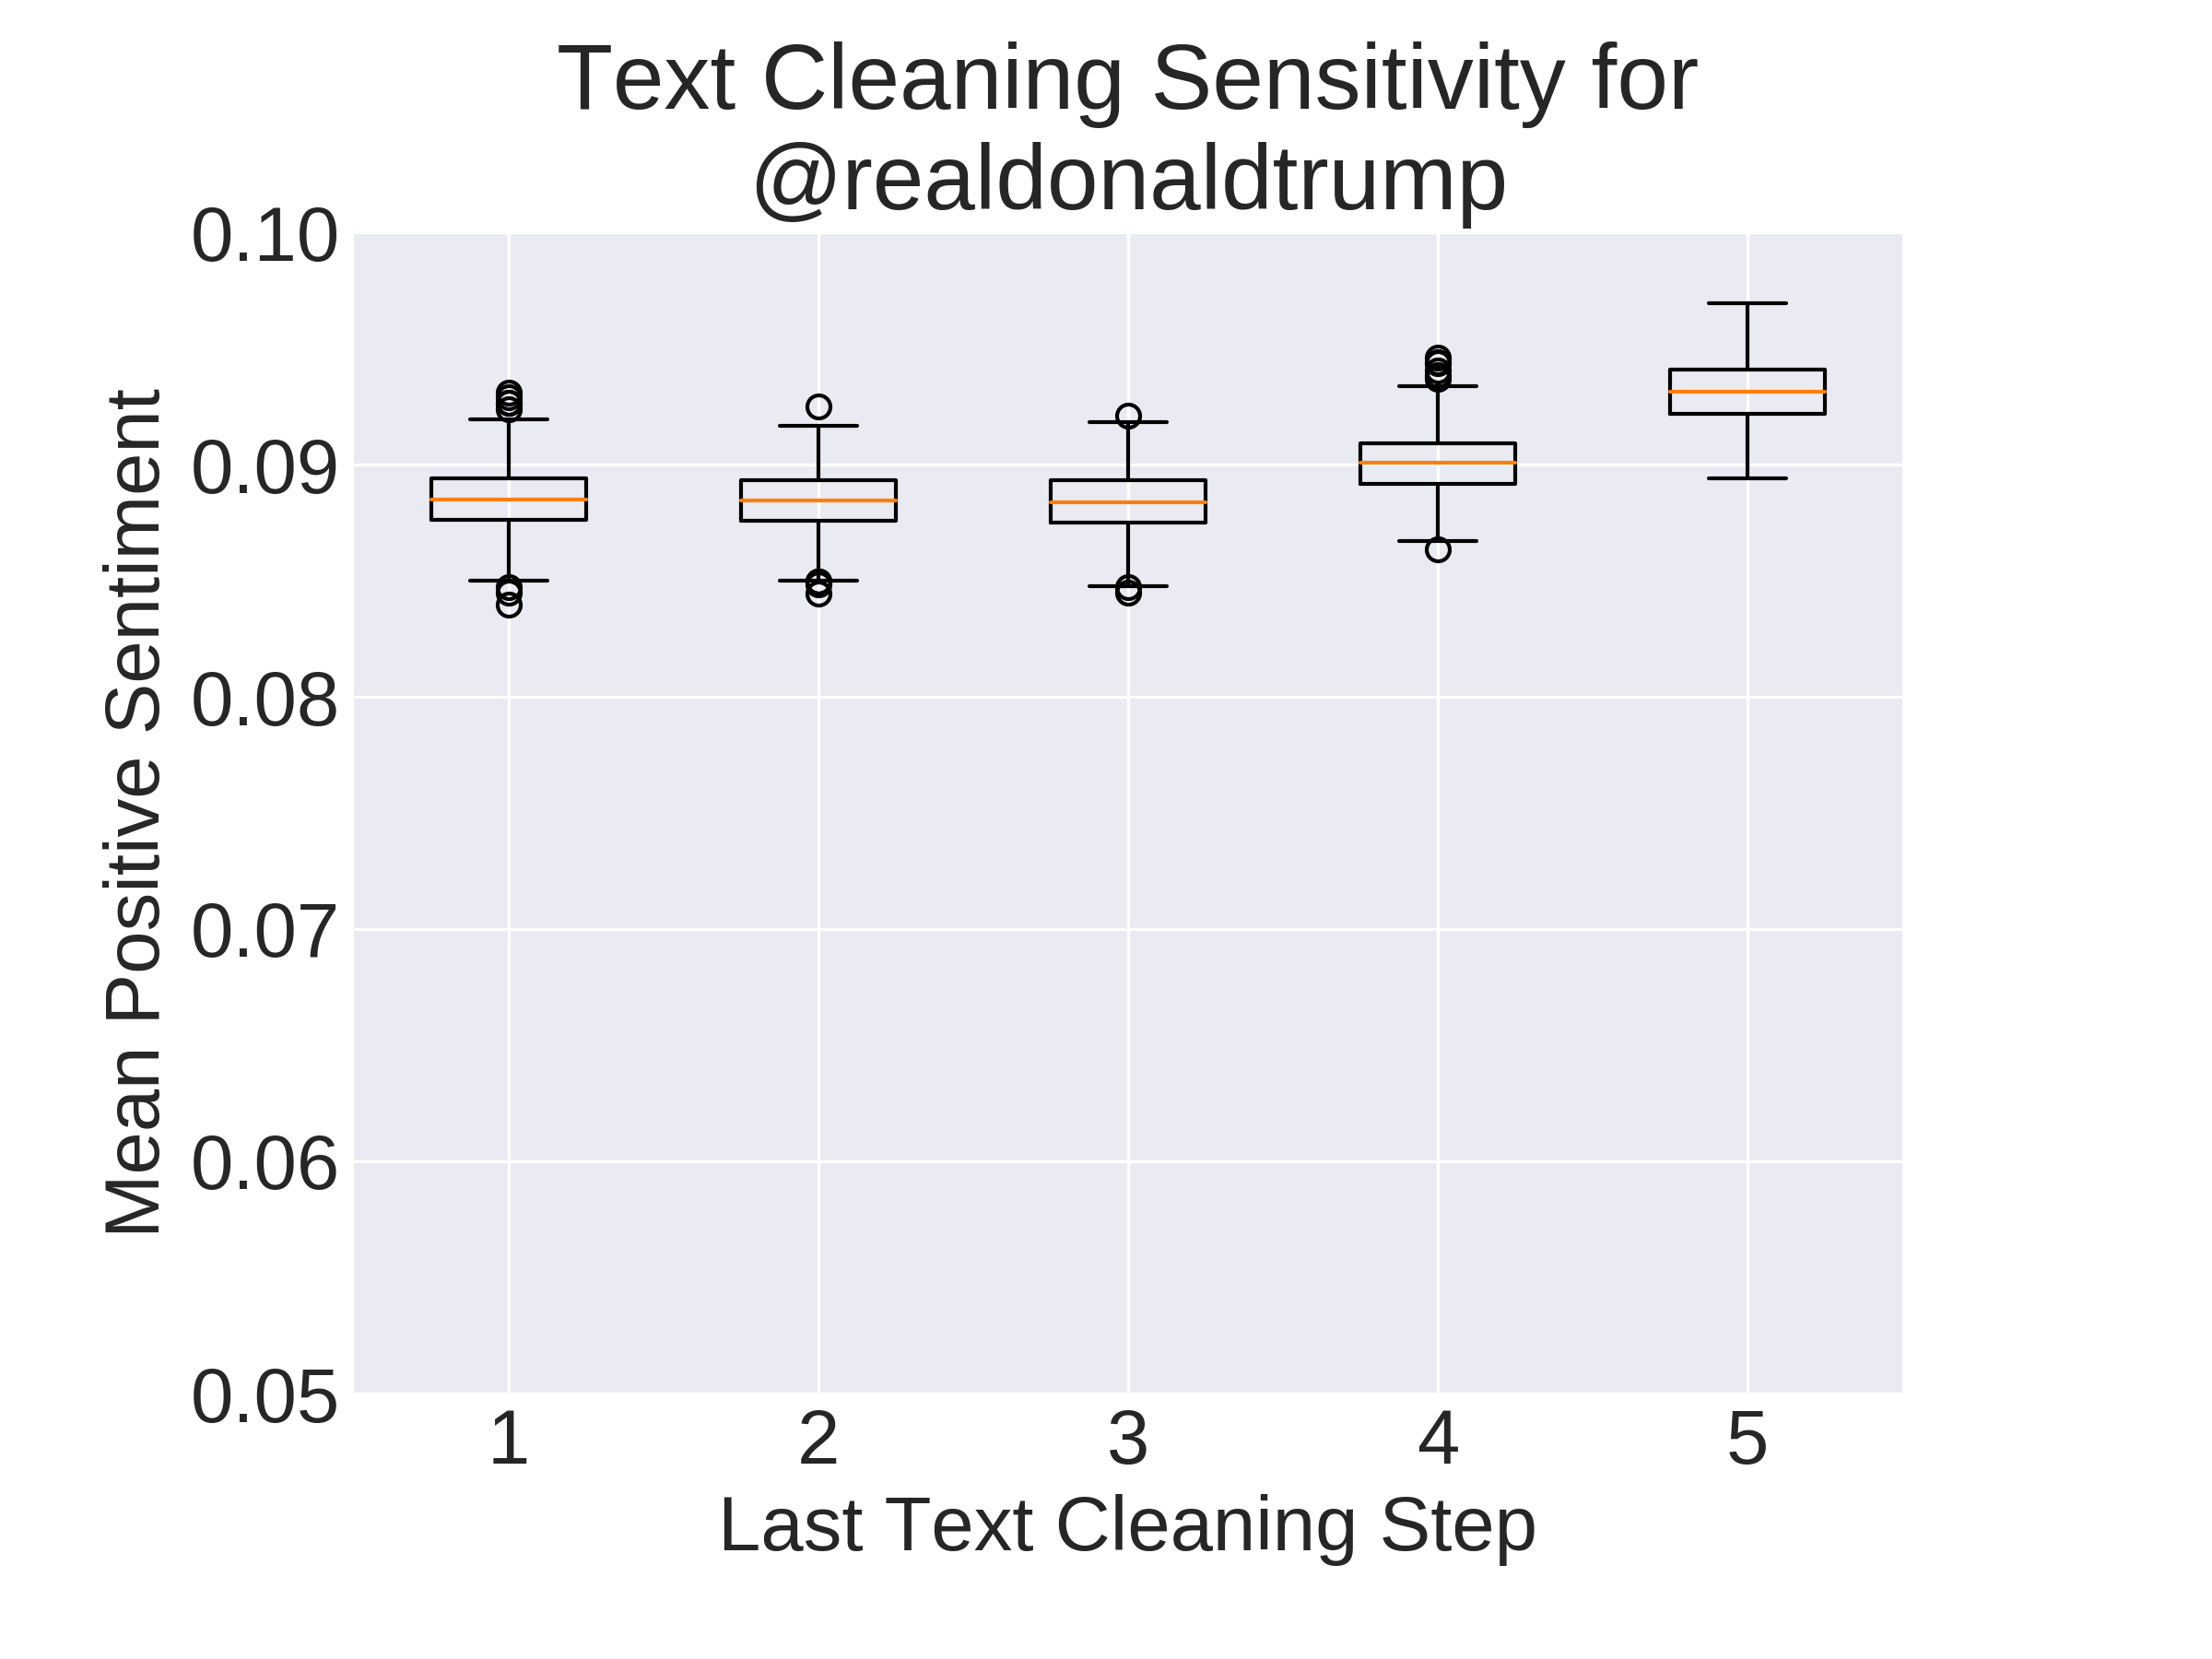 Text Cleaning Sensitivity for
@realdonaldtrump
Mean Positive Sentiment
0.10
0.09
0.08
0.07
0.06
0.05
1 2 3 4 5
Last Text Cleaning Step